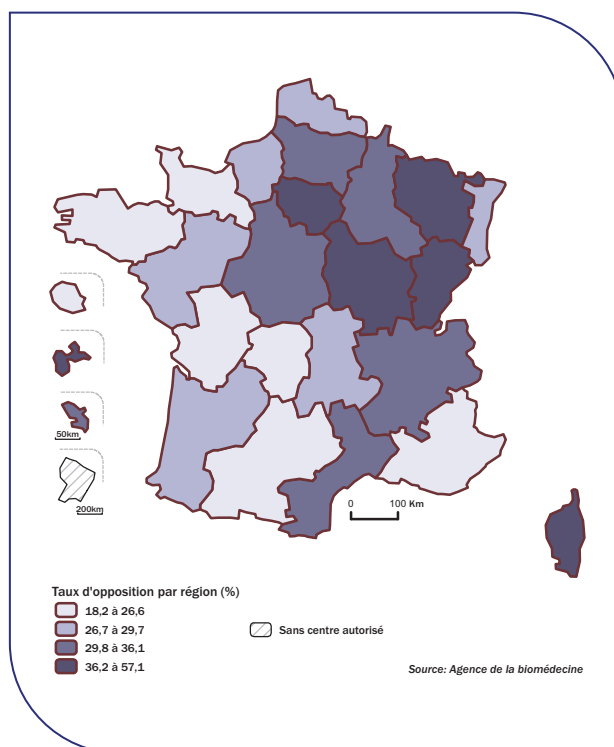 50km
200km
0 100 Km
Taux d'opposition par région (%)
18,2 à 26,6
26,7 à 29,7
29,8 à 36,1
36,2 à 57,1
Sans centre autorisé
Source: Agence de la biomédecine